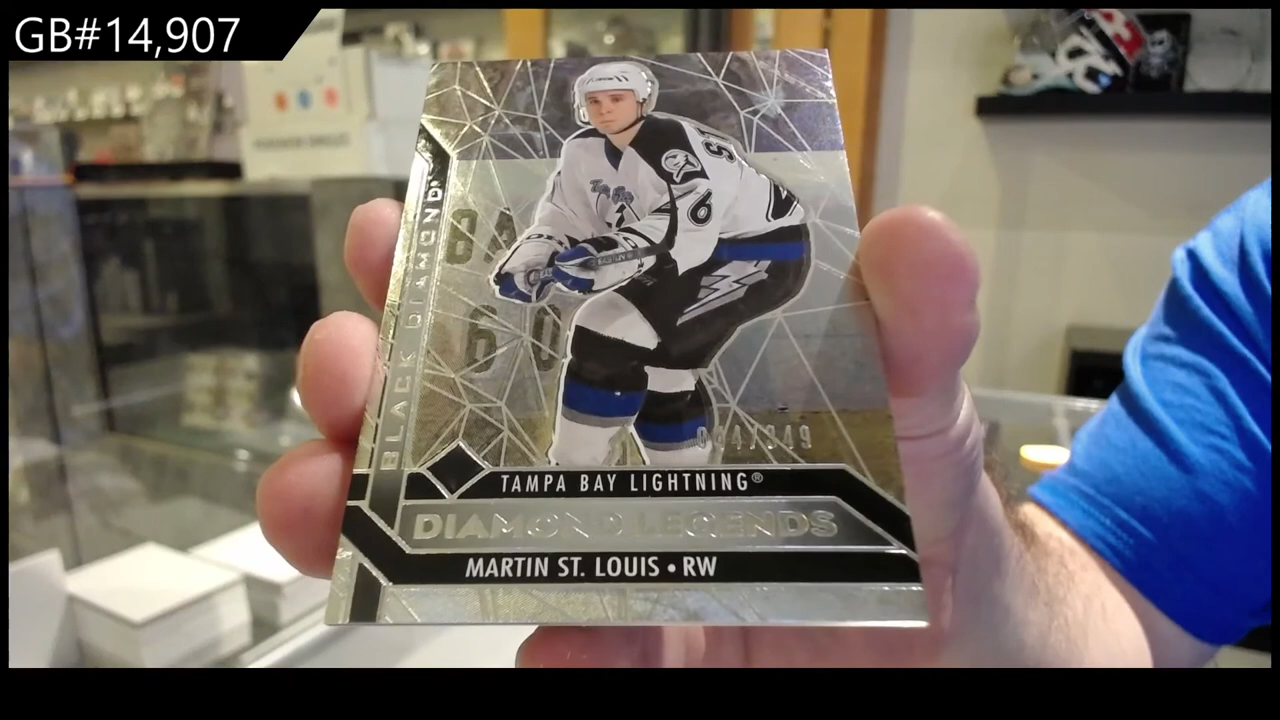 GB#14,907
BLACK DIAMOND
TAMPA BAY LIGHTNING®
DIAMOND LEGENDS
MARTIN ST. LOUIS • RW